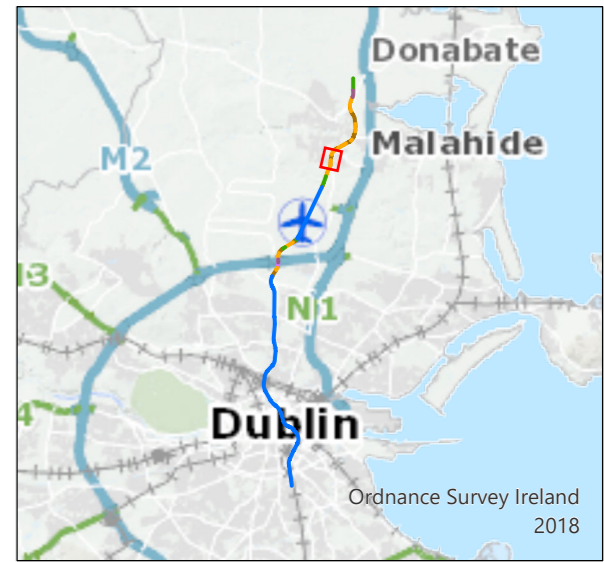 Donabate
Malahide
M2
N1
Dublin
Ordnance Survey Ireland
2018